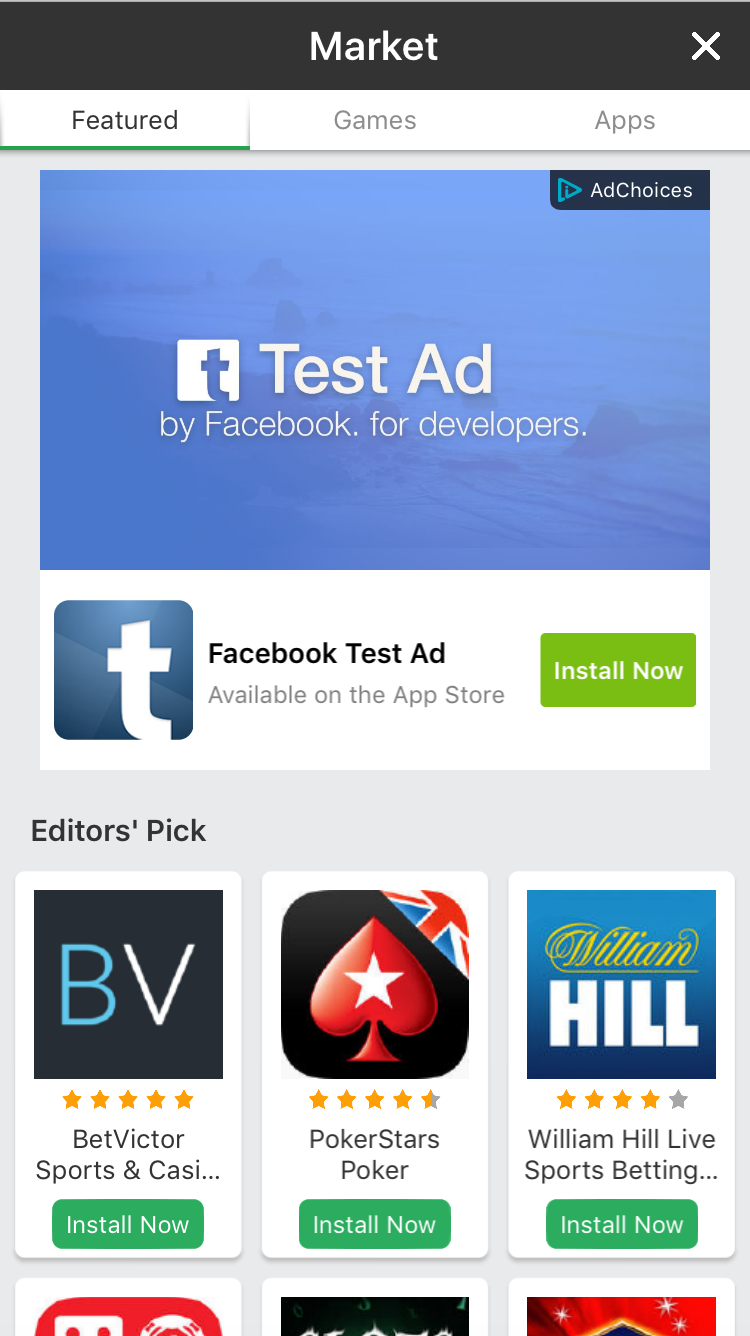 Market
Featured
Games
Apps
AdChoices
Test Ad
by Facebook. for developers.
Facebook Test Ad
Available on the App Store
Install Now
Editors' Pick
BV
William
HILL
BetVictor
Sports & Casi...
Install Now
PokerStars
Poker
Install Now
William Hill Live
Sports Betting...
Install Now